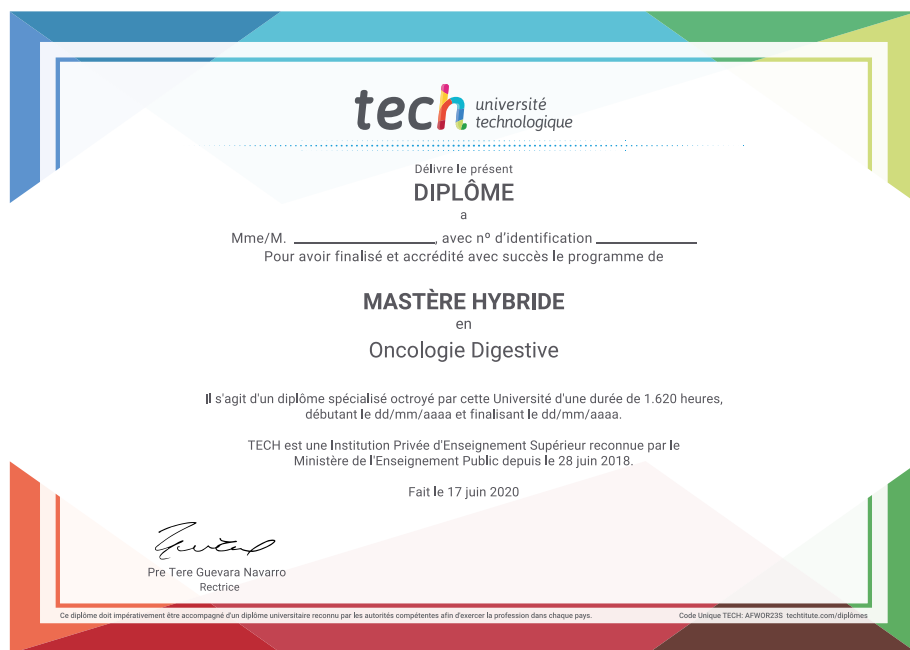 tech université
technologique
Délivre le présent
DIPLÔME
a
Mme/M. ____________________, avec nº d'identification ______________
Pour avoir finalisé et accrédité avec succès le programme de
MASTÈRE HYBRIDE
en
Oncologie Digestive
Il s'agit d'un diplôme spécialisé octroyé par cette Université d'une durée de 1.620 heures,
débutant le dd/mm/aaaa et finalisant le dd/mm/aaaa.
TECH est une Institution Privée d'Enseignement Supérieur reconnue par le
Ministère de l'Enseignement Public depuis le 28 juin 2018.
Fait le 17 juin 2020
Pre Tere Guevara Navarro
Rectrice
Ce diplôme doit impérativement être accompagné d'un diplôme universitaire reconnu par les autorités compétentes afin d'exercer la profession dans chaque pays.
Code Unique TECH: AFWOR23S techtitute.com/diplômes